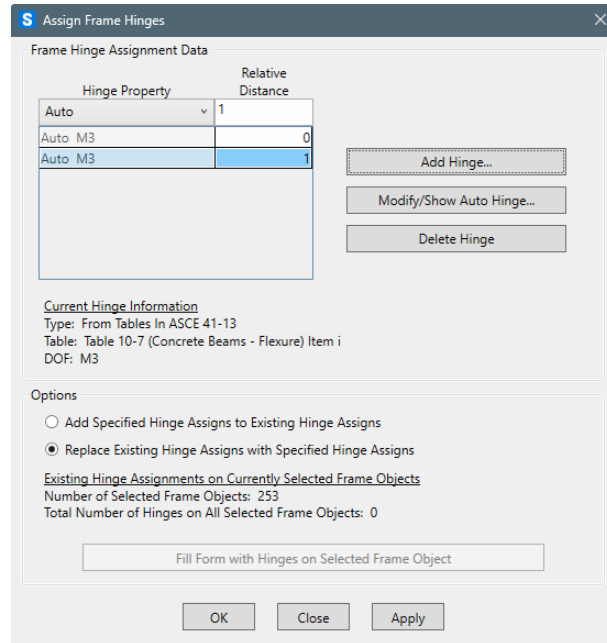 S Assign Frame Hinges
Frame Hinge Assignment Data
Hinge Property
Relative
Distance
Auto 1
Auto M3 0
Auto M3 1
Add Hinge...
Modify/Show Auto Hinge...
Delete Hinge
Current Hinge Information
Type: From Tables In ASCE 41-13
Table: Table 10-7 (Concrete Beams - Flexure) Item i
DOF: M3
Options
Add Specified Hinge Assigns to Existing Hinge Assigns
Replace Existing Hinge Assigns with Specified Hinge Assigns
Existing Hinge Assignments on Currently Selected Frame Objects
Number of Selected Frame Objects: 253
Total Number of Hinges on All Selected Frame Objects: 0
Fill Form with Hinges on Selected Frame Object
OK Close Apply